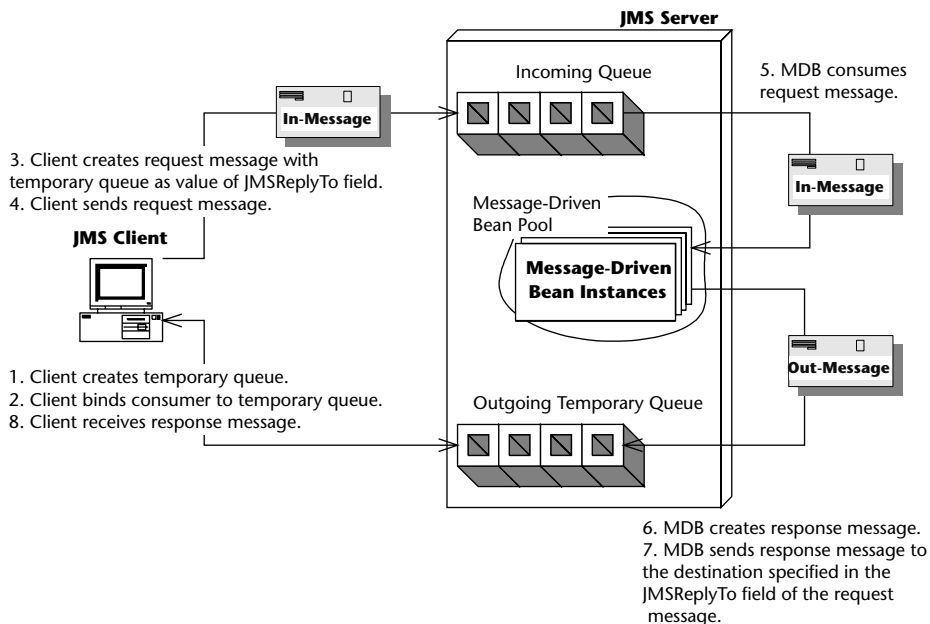 JMS Server
Incoming Queue
5. MDB consumes
request message.
In-Message
3. Client creates request message with
temporary queue as value of JMSReplyTo field.
4. Client sends request message.
In-Message
Message-Driven
Bean Pool
JMS Client
Message-Driven
Bean Instances
Out-Message
1. Client creates temporary queue.
2. Client binds consumer to temporary queue.
8. Client receives response message.
Outgoing Temporary Queue
6. MDB creates response message.
7. MDB sends response message to
the destination specified in the
JMSReplyTo field of the request
message.